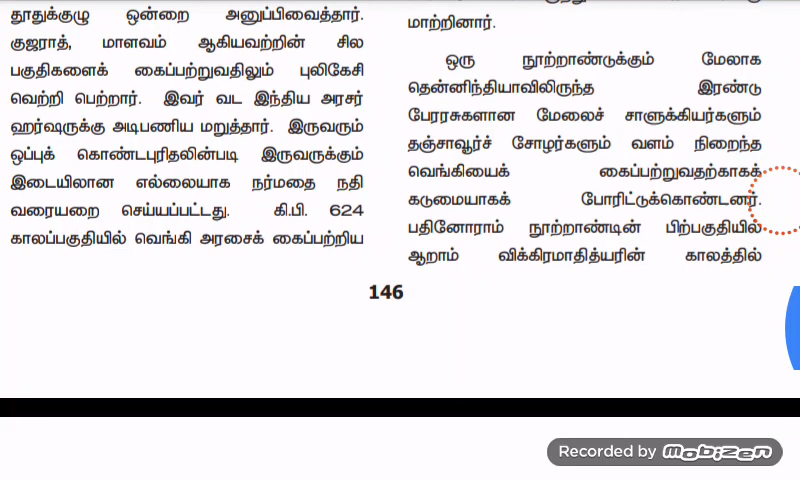 தூதுக்குழு ஒன்றை அனுப்பிவைத்தார்.
குஜராத், மாளவம் ஆகியவற்றின் சில
பகுதிகளைக் கைப்பற்றுவதிலும் புலிகேசி
வெற்றி பெற்றார். இவர் வட இந்திய அரசர்
ஹர்ஷருக்கு அடிபணிய மறுத்தார். இருவரும்
ஒப்புக் கொண்டபுரிதலின்படி இருவருக்கும்
இடையிலான எல்லையாக நர்மதை நதி
வரையறை செய்யப்பட்டது. கி.பி. 624
காலப்பகுதியில் வெங்கி அரசைக் கைப்பற்றிய
மாற்றினார்.
ஒரு நூற்றாண்டுக்கும் மேலாக
தென்னிந்தியாவிலிருந்த இரண்டு
பேரரசுகளான மேலைச் சாளுக்கியர்களும்
தஞ்சாவூர்ச் சோழர்களும் வளம் நிறைந்த
வெங்கியைக் கைப்பற்றுவதற்காகக்
கடுமையாகக் போரிட்டுக்கொண்டனர்.
பதினோராம் நூற்றாண்டின் பிற்பகுதியில்
ஆறாம் விக்கிரமாதித்யரின் காலத்தில்
146
Recorded by mobizen